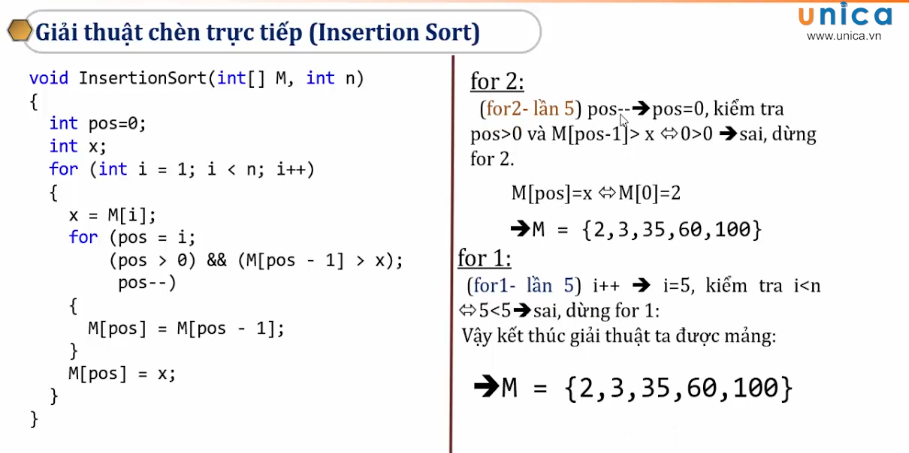 Giải thuật chèn trực tiếp (Insertion Sort)
unica
www.unica.vn
void InsertionSort(int[] M, int n)
{
int pos=0;
int x;
for (int i = 1; i < n; i++)
{
x = M[i];
for (pos = i;
(pos > 0) && (M[pos - 1] > x);
pos--)
{
M[pos] = M[pos - 1];
}
M[pos] = x;
}
}
for 2:
(for2- lần 5) pos--➔pos=0, kiểm tra
pos>0 và M[pos-1]> x ⇔0>0 ➔sai, dừng
for 2.
M[pos]=x ⇔M[0]=2
➔M = {2,3,35,60,100}
for 1:
(for1- lần 5) i++ ➔ i=5, kiểm tra i<n
⇔5<5➔sai, dừng for 1:
Vậy kết thúc giải thuật ta được mảng:
➔M = {2,3,35,60,100}